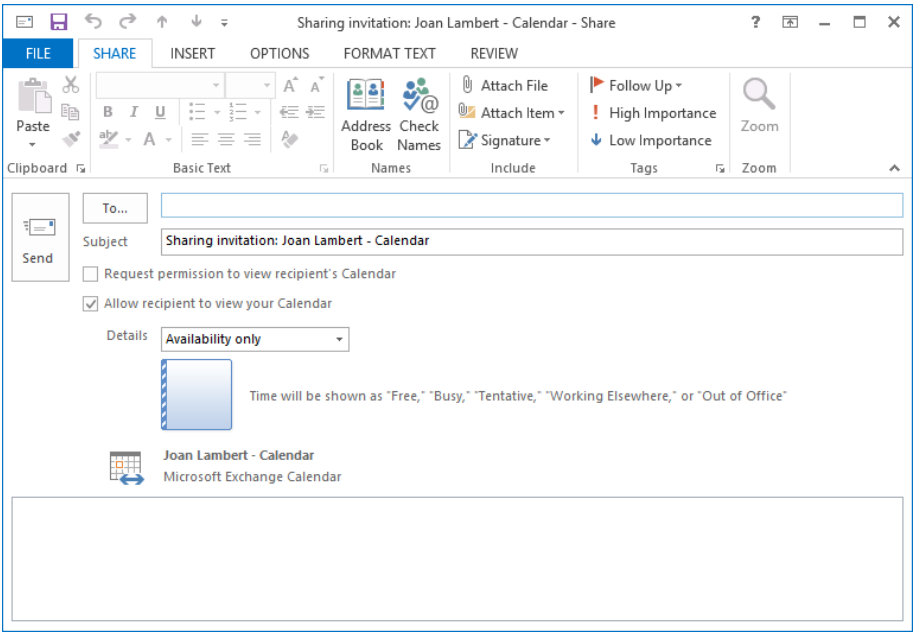 Sharing invitation: Joan Lambert - Calendar - Share
FILE SHARE INSERT OPTIONS FORMAT TEXT REVIEW
Paste
B I U
aby A
A A
Address Book
Check Names
Attach File
Attach Item
Signature
Follow Up
High Importance
Low Importance
Zoom
Clipboard Basic Text Names Include Tags Zoom
Send
To...
Subject Sharing invitation: Joan Lambert - Calendar
Request permission to view recipient's Calendar
Allow recipient to view your Calendar
Details Availability only
Time will be shown as "Free," "Busy," "Tentative," "Working Elsewhere," or "Out of Office"
Joan Lambert - Calendar
Microsoft Exchange Calendar